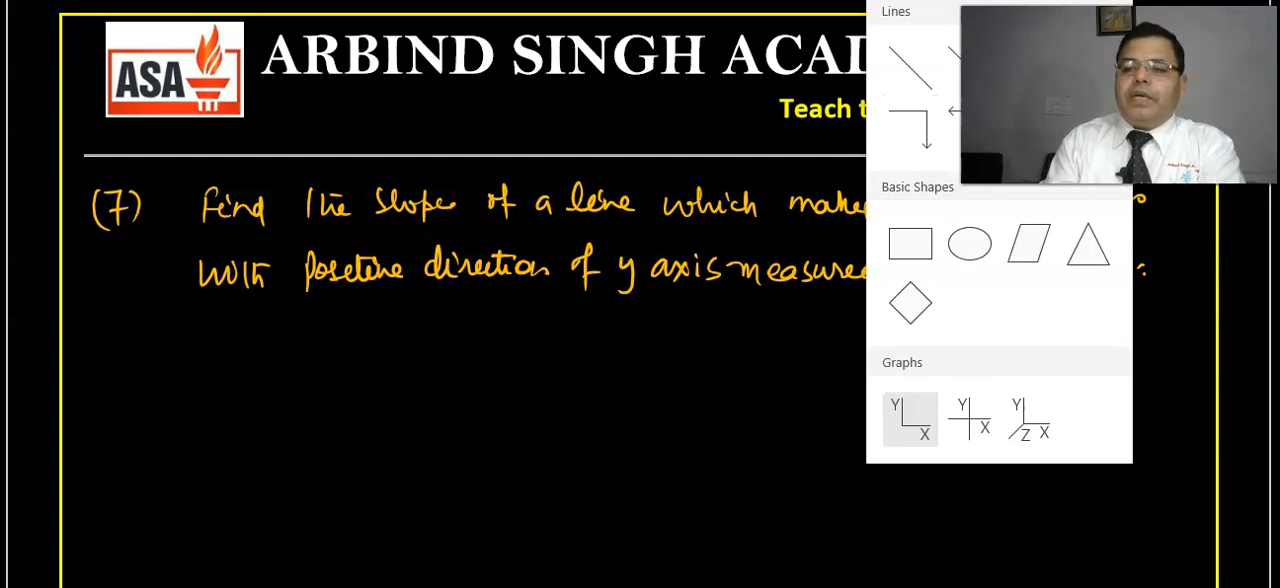 ARBIND SINGH ACA
ASA
Teach t
(7) Find the slope of a line which make
with positive direction of y axis measure
Lines
Basic Shapes
Graphs
Y X Y X Y Z X